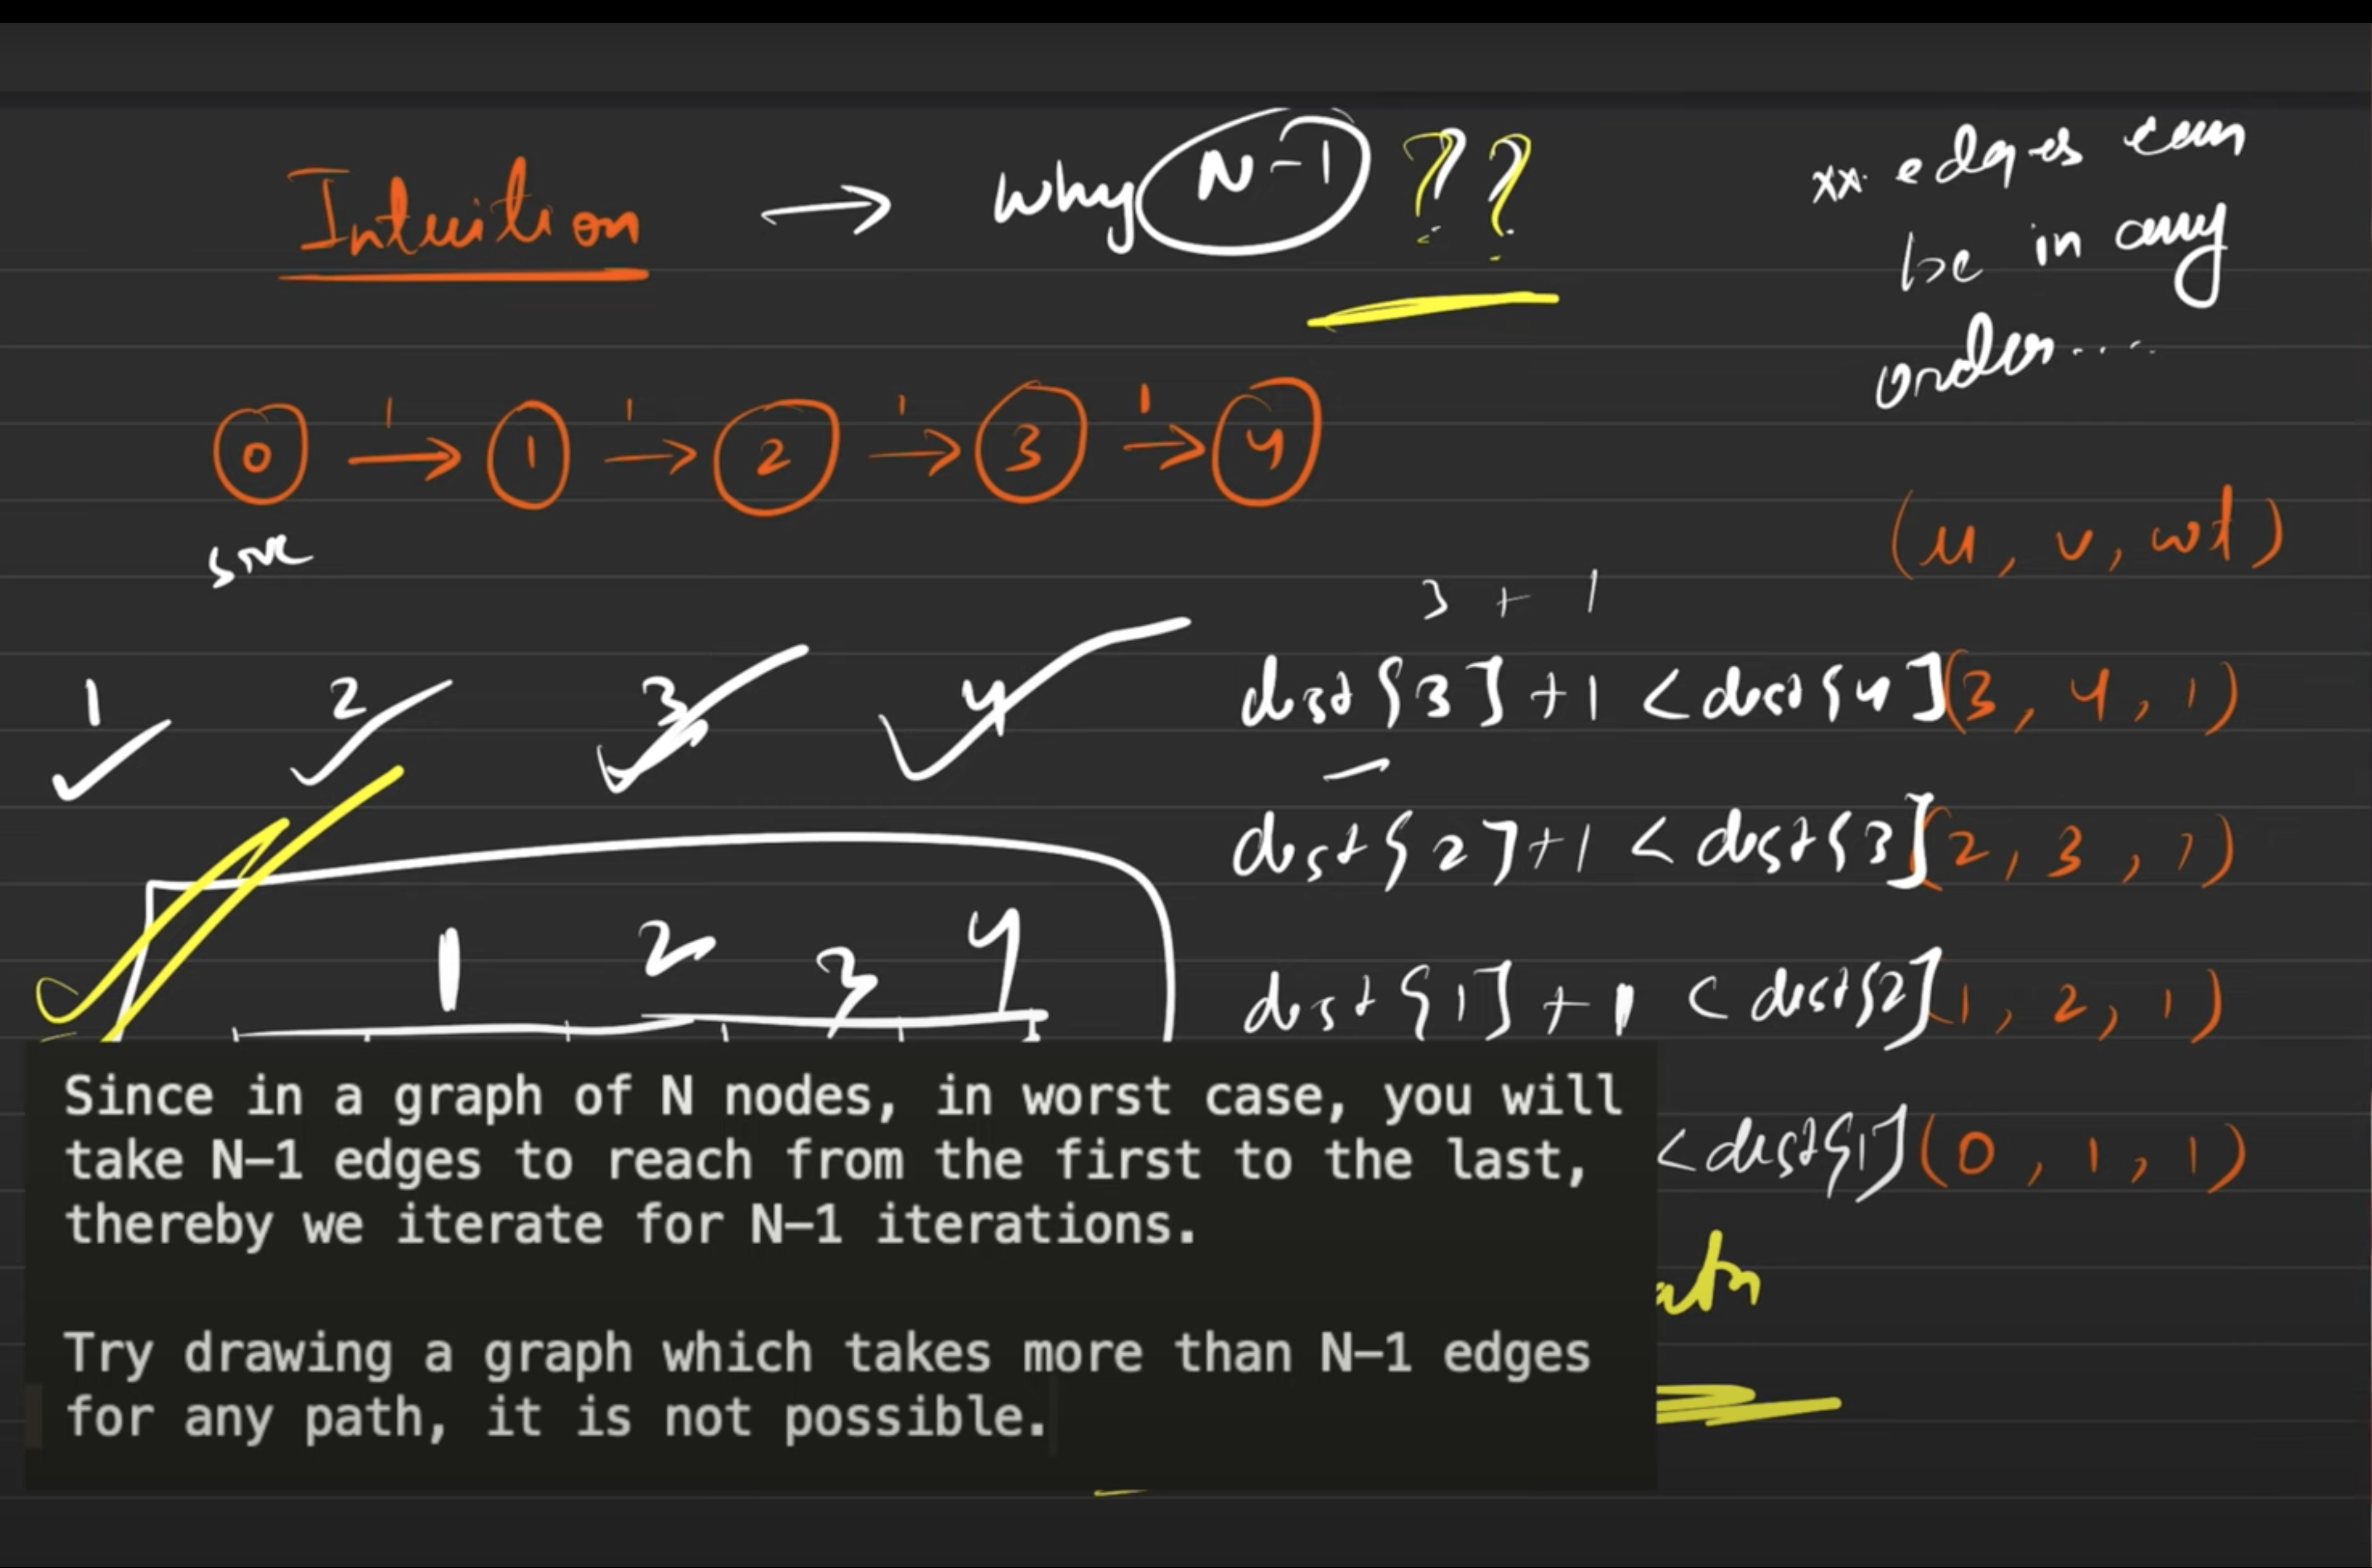 Intuition → Why N-1 ??
xx edges can
be in any
order....
0 →1 1 →1 2 →1 3 →1 4
src
(u, v, wt)
3 + 1
1 2 3 4
dist[3] + 1 < dist[4] (3, 4, 1)
dist[2] + 1 < dist[3] (2, 3, 1)
1 2 3 4
dist[1] + 1 < dist[2] (1, 2, 1)
< dist[1] (0, 1, 1)
Since in a graph of N nodes, in worst case, you will
take N-1 edges to reach from the first to the last,
thereby we iterate for N-1 iterations.
Try drawing a graph which takes more than N-1 edges
for any path, it is not possible.